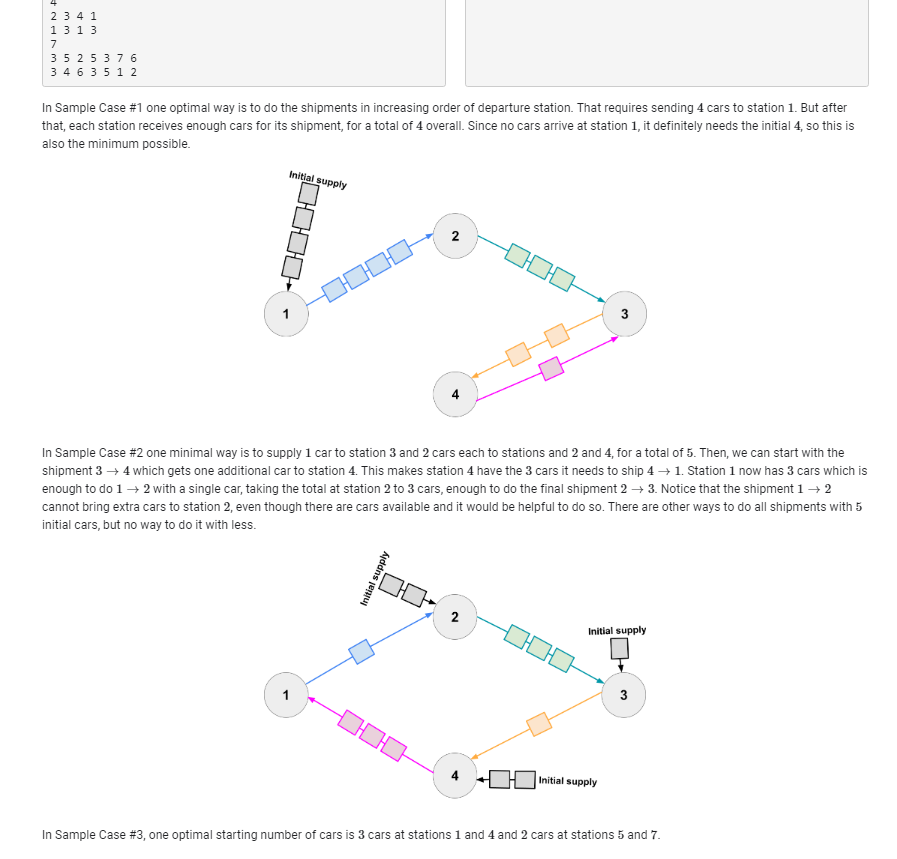 4
2 3 4 1
1 3 1 3
7
3 5 2 5 3 7 6
3 4 6 3 5 1 2
In Sample Case #1 one optimal way is to do the shipments in increasing order of departure station. That requires sending 4 cars to station 1. But after
that, each station receives enough cars for its shipment, for a total of 4 overall. Since no cars arrive at station 1, it definitely needs the initial 4, so this is
also the minimum possible.
Initial supply
2
1
3
4
In Sample Case #2 one minimal way is to supply 1 car to station 3 and 2 cars each to stations and 2 and 4, for a total of 5. Then, we can start with the
shipment 3 → 4 which gets one additional car to station 4. This makes station 4 have the 3 cars it needs to ship 4 → 1. Station 1 now has 3 cars which is
enough to do 1 → 2 with a single car, taking the total at station 2 to 3 cars, enough to do the final shipment 2 → 3. Notice that the shipment 1 → 2
cannot bring extra cars to station 2, even though there are cars available and it would be helpful to do so. There are other ways to do all shipments with 5
initial cars, but no way to do it with less.
Initial supply
2
Initial supply
1
3
4
Initial supply
In Sample Case #3, one optimal starting number of cars is 3 cars at stations 1 and 4 and 2 cars at stations 5 and 7.